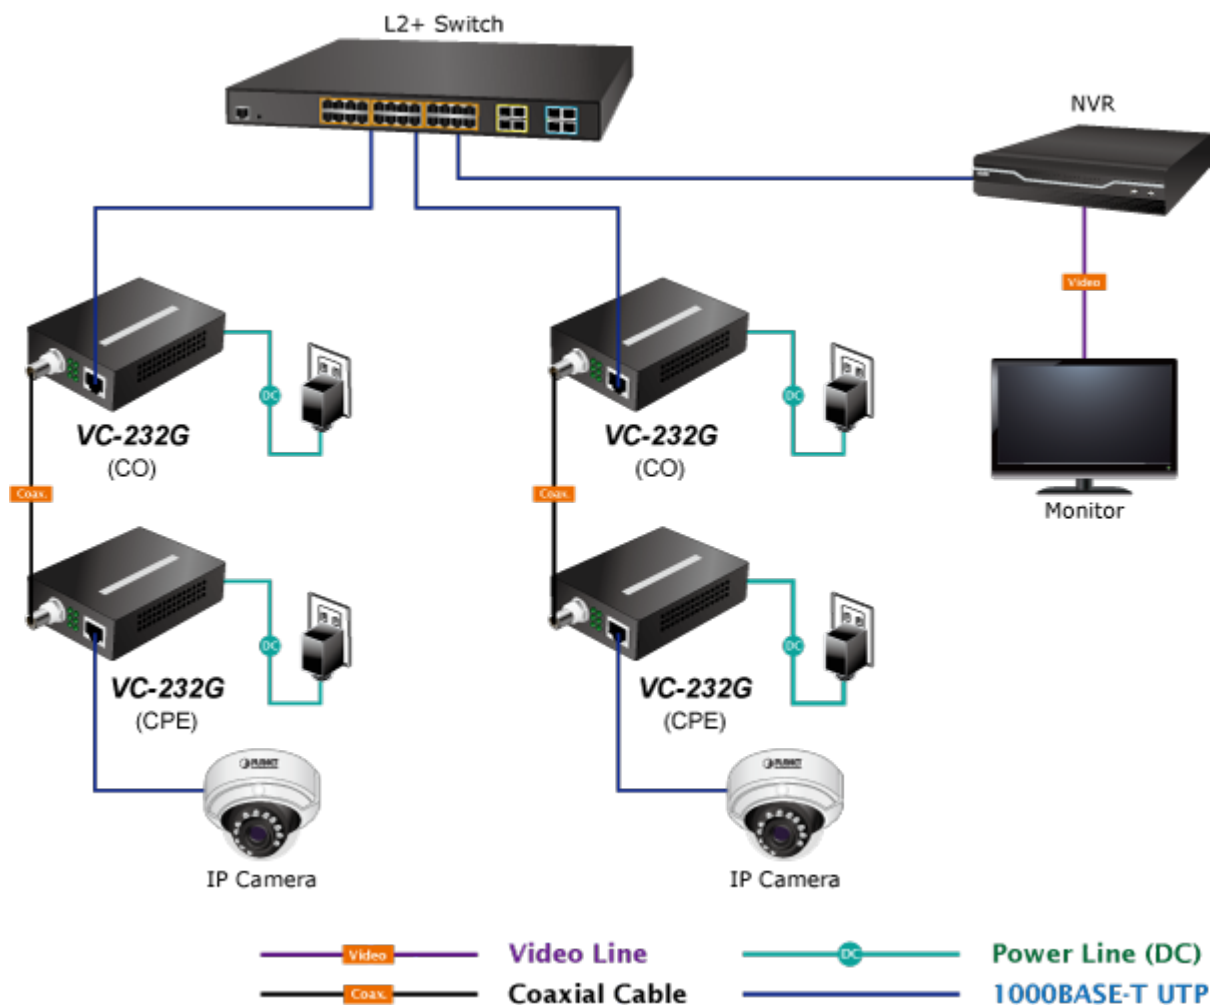 L2+ Switch
NVR
Video
DC
DC
VC-232G
(CO)
VC-232G
(CO)
Coax.
Coax.
Monitor
DC
DC
VC-232G
(CPE)
VC-232G
(CPE)
PLANET
PLANET
IP Camera
IP Camera
Video
Video Line
DC
Power Line (DC)
Coax.
Coaxial Cable
1000BASE-T UTP